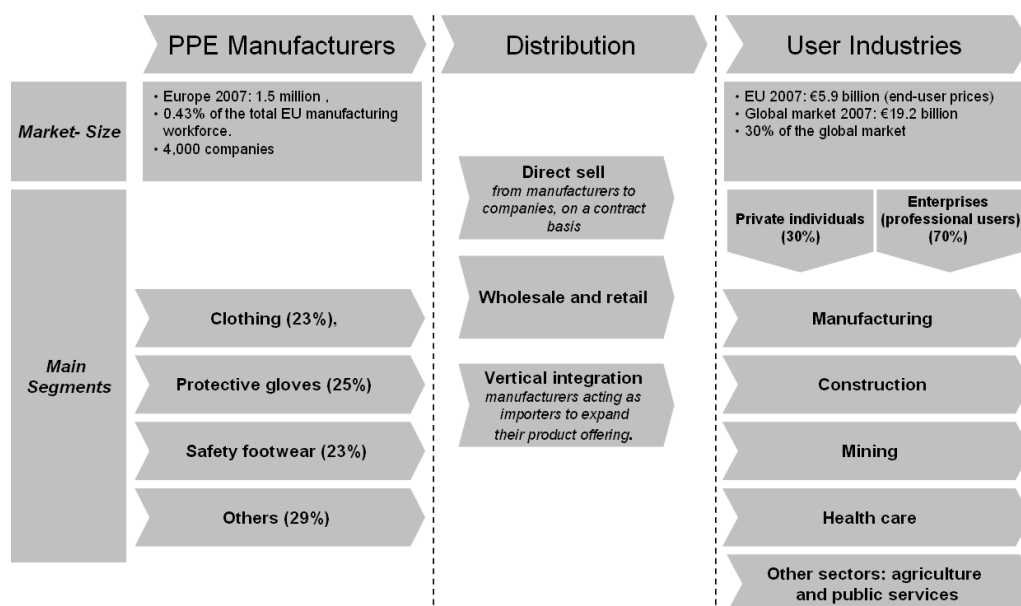 PPE Manufacturers
Distribution
User Industries
Market- Size
• Europe 2007: 1.5 million ,
• 0.43% of the total EU manufacturing
workforce.
• 4,000 companies
• EU 2007: €5.9 billion (end-user prices)
• Global market 2007: €19.2 billion
• 30% of the global market
Main
Segments
Clothing (23%),
Protective gloves (25%)
Safety footwear (23%)
Others (29%)
Direct sell
from manufacturers to
companies, on a contract
basis
Wholesale and retail
Vertical integration
manufacturers acting as
importers to expand
their product offering.
Private individuals
(30%)
Enterprises
(professional users)
(70%)
Manufacturing
Construction
Mining
Health care
Other sectors: agriculture
and public services